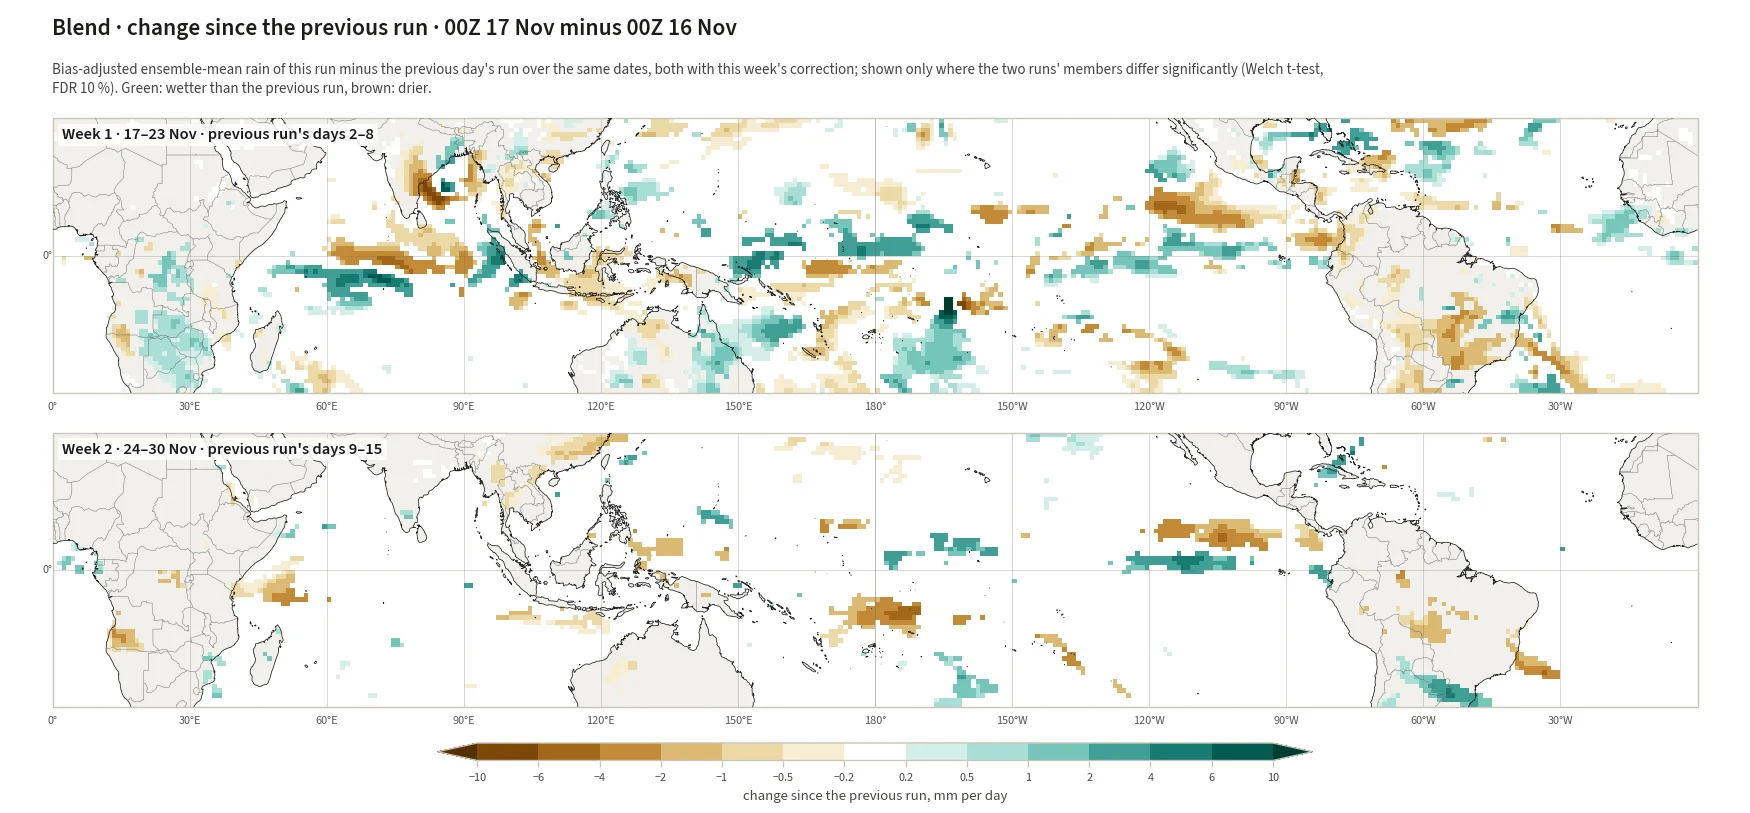 Blend · change since the previous run · 00Z 17 Nov minus 00Z 16 Nov
Bias-adjusted ensemble-mean rain of this run minus the previous day's run over the same dates, both with this week's correction; shown only where the two runs' members differ significantly (Welch t-test,
FDR 10 %). Green: wetter than the previous run, brown: drier.
Week 1 · 17–23 Nov · previous run's days 2–8
0°
0° 30°E 60°E 90°E 120°E 150°E 180° 150°W 120°W 90°W 60°W 30°W
Week 2 · 24–30 Nov · previous run's days 9–15
0°
0° 30°E 60°E 90°E 120°E 150°E 180° 150°W 120°W 90°W 60°W 30°W
−10 −6 −4 −2 −1 −0.5 −0.2 0.2 0.5 1 2 4 6 10
change since the previous run, mm per day